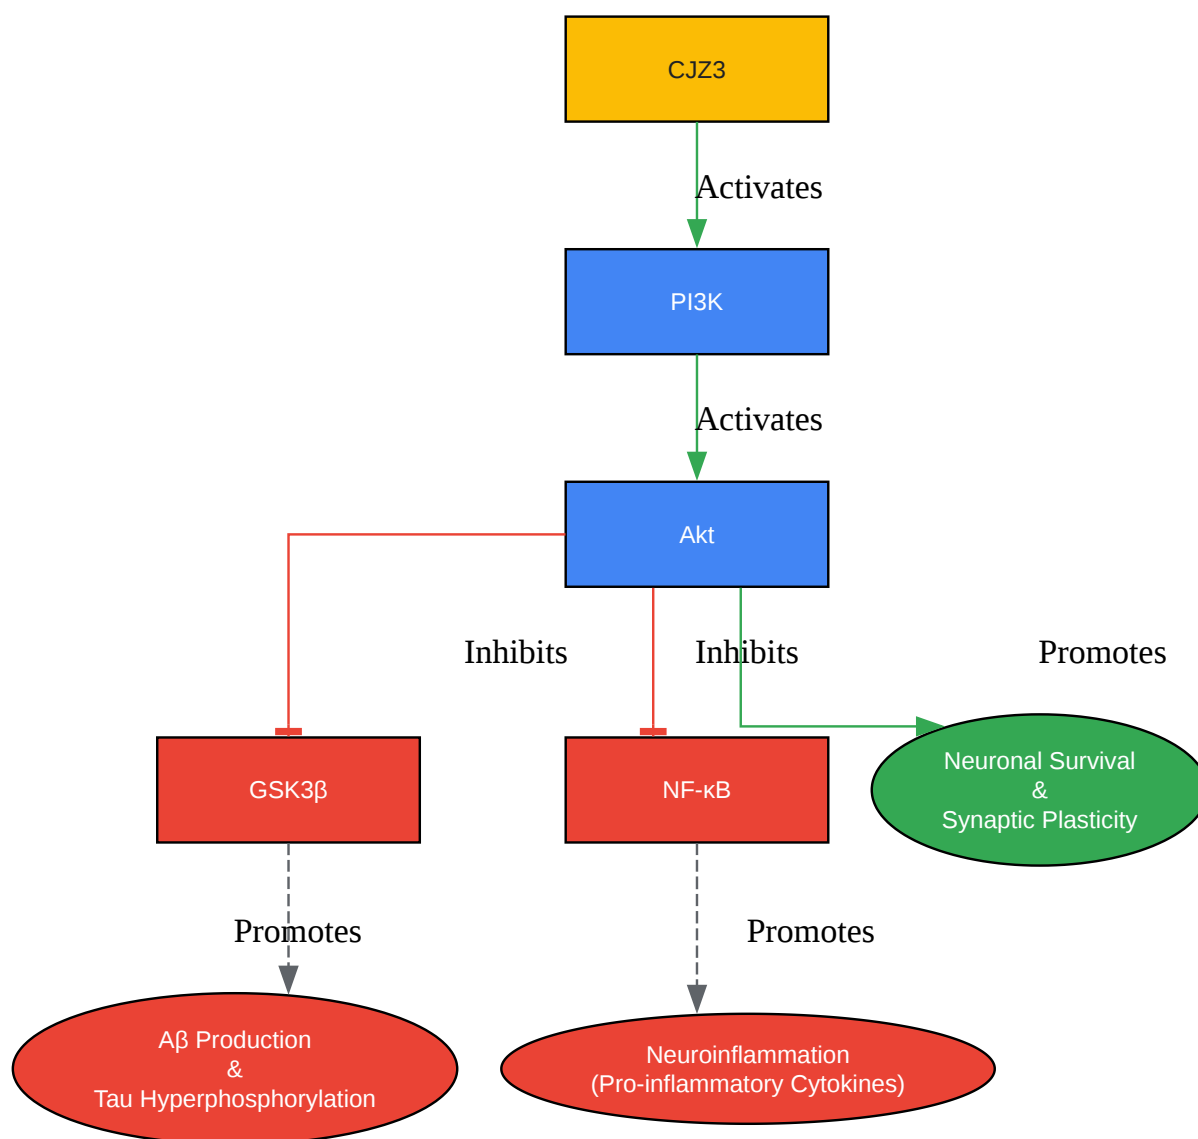 CJZ3
Activates
PI3K
Activates
Akt
Inhibits
Inhibits
Promotes
GSK3β
NF-κB
Neuronal Survival
&
Synaptic Plasticity
Promotes
Promotes
Aβ Production
&
Tau Hyperphosphorylation
Neuroinflammation
(Pro-inflammatory Cytokines)